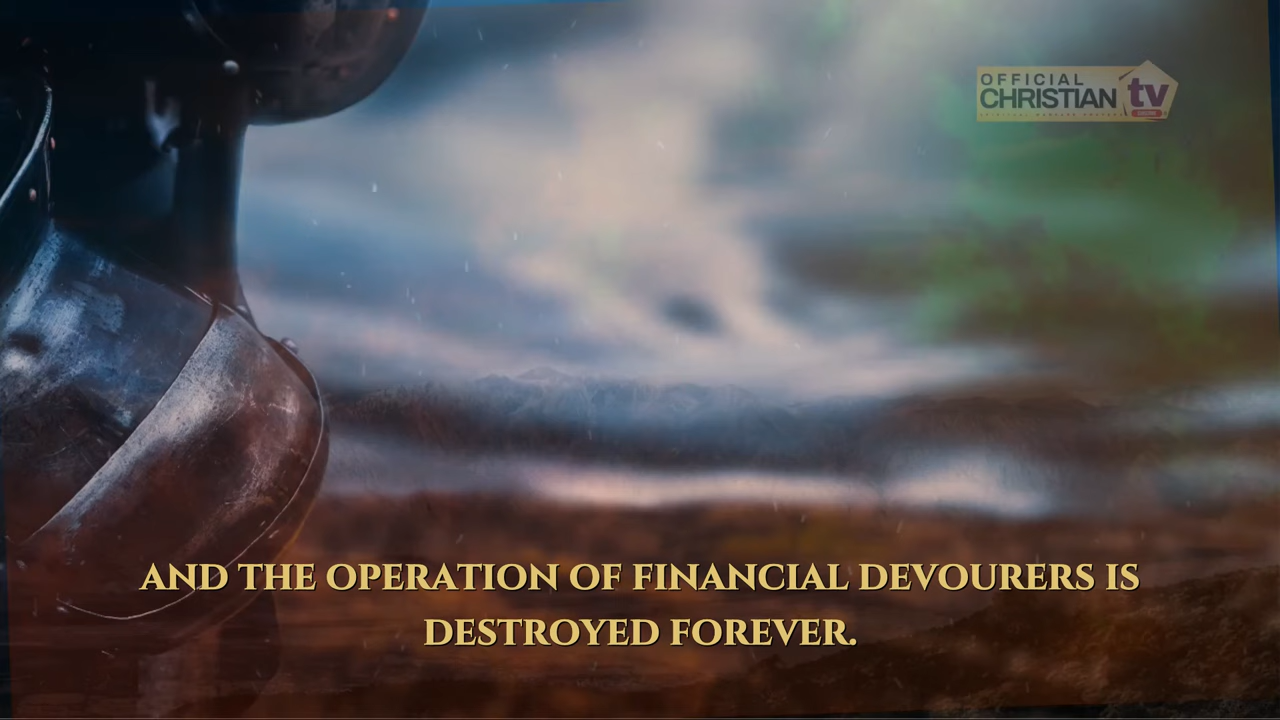 OFFICIAL
CHRISTIAN tv
AND THE OPERATION OF FINANCIAL DEVOURERS IS
DESTROYED FOREVER.